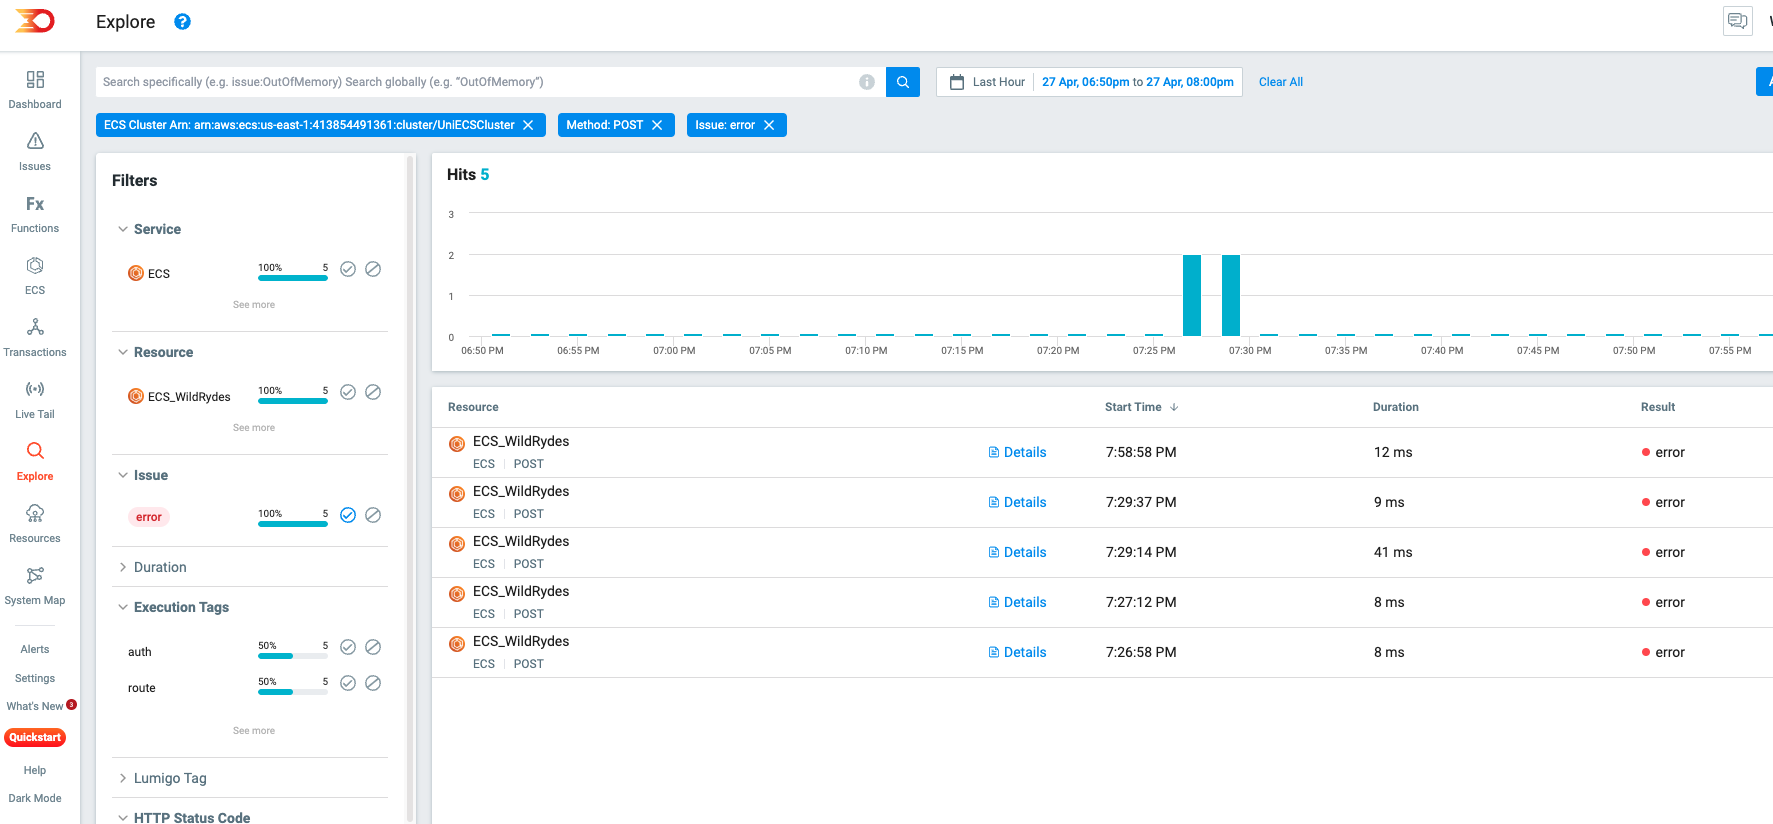 Explore ?
Search specifically (e.g. issue:OutOfMemory) Search globally (e.g. “OutOfMemory”)
Last Hour 27 Apr, 06:50pm to 27 Apr, 08:00pm Clear All
ECS Cluster Arn: arn:aws:ecs:us-east-1:413854491361:cluster/UniECSCluster
Method: POST
Issue: error
Dashboard
Issues
Fx
Functions
ECS
Transactions
Live Tail
Explore
Resources
System Map
Alerts
Settings
What's New 3
Quickstart
Help
Dark Mode
Filters
Service
ECS 100% 5
See more
Resource
ECS_WildRydes 100% 5
See more
Issue
error 100% 5
Duration
Execution Tags
auth 50% 5
route 50% 5
See more
Lumigo Tag
HTTP Status Code
Hits 5
3
2
1
0
06:50 PM 06:55 PM 07:00 PM 07:05 PM 07:10 PM 07:15 PM 07:20 PM 07:25 PM 07:30 PM 07:35 PM 07:40 PM 07:45 PM 07:50 PM 07:55 PM
Resource Start Time Duration Result
ECS_WildRydes
ECS POST
Details 7:58:58 PM 12 ms error
ECS_WildRydes
ECS POST
Details 7:29:37 PM 9 ms error
ECS_WildRydes
ECS POST
Details 7:29:14 PM 41 ms error
ECS_WildRydes
ECS POST
Details 7:27:12 PM 8 ms error
ECS_WildRydes
ECS POST
Details 7:26:58 PM 8 ms error